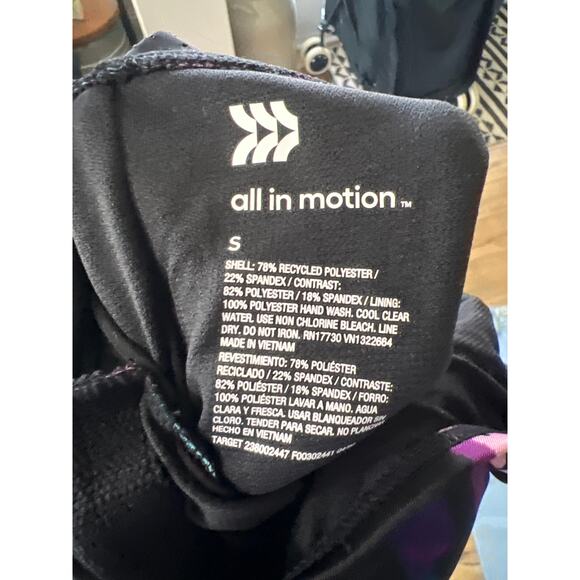 all in motion™
S
SHELL: 78% RECYCLED POLYESTER /
22% SPANDEX / CONTRAST:
82% POLYESTER / 18% SPANDEX / LINING:
100% POLYESTER HAND WASH. COOL CLEAR
WATER. USE NON CHLORINE BLEACH. LINE
DRY. DO NOT IRON. RN17730 VN1322664
MADE IN VIETNAM
REVESTIMIENTO: 78% POLIÉSTER
RECICLADO / 22% SPANDEX / CONTRASTE:
82% POLIÉSTER / 18% SPANDEX / FORRO:
100% POLIÉSTER LAVAR A MANO. AGUA
CLARA Y FRESCA. USAR BLANQUEADOR SIN
CLORO. TENDER PARA SECAR. NO
HECHO EN VIETNAM
TARGET 238002447 F00302441